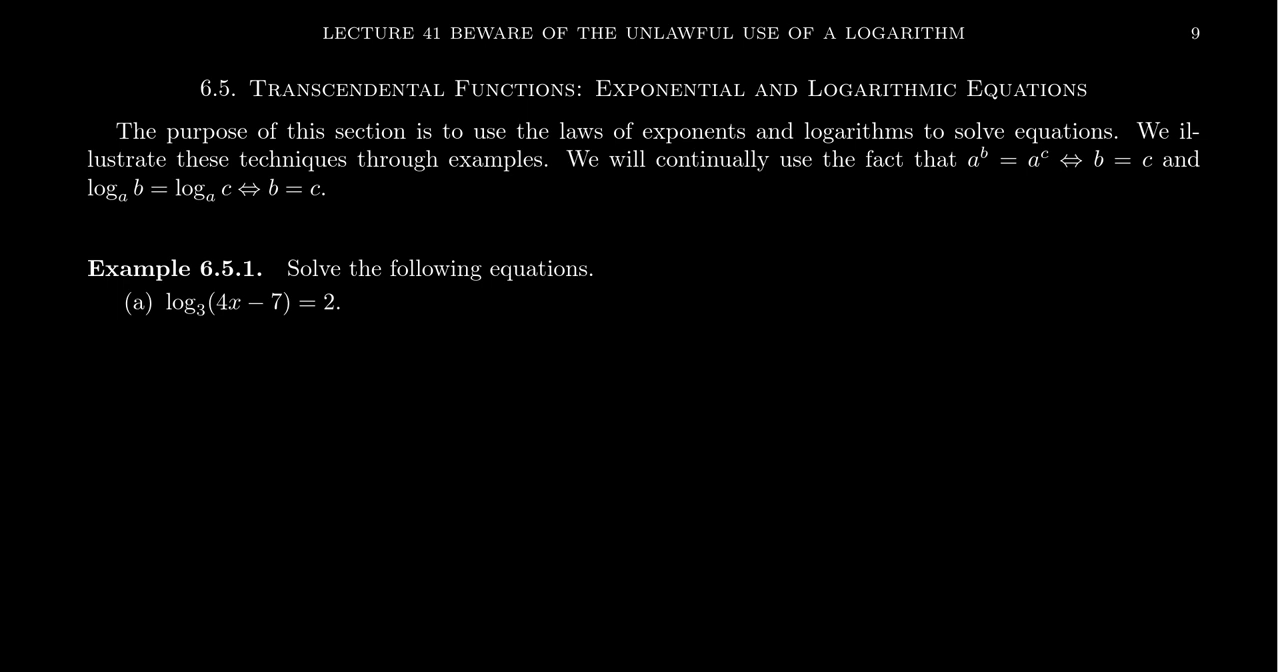 LECTURE 41 BEWARE OF THE UNLAWFUL USE OF A LOGARITHM 9
6.5. Transcendental Functions: Exponential and Logarithmic Equations
The purpose of this section is to use the laws of exponents and logarithms to solve equations. We il-
lustrate these techniques through examples. We will continually use the fact that $a^b = a^c \Leftrightarrow b = c$ and
$\log_a b = \log_a c \Leftrightarrow b = c$.
Example 6.5.1. Solve the following equations.
(a) $\log_3(4x - 7) = 2$.